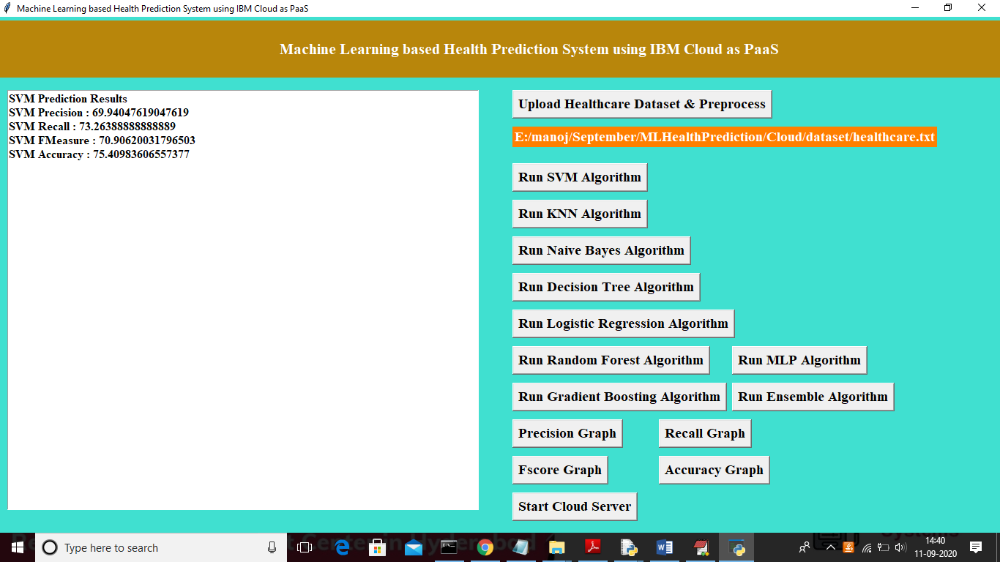 Machine Learning based Health Prediction System using IBM Cloud as PaaS
Machine Learning based Health Prediction System using IBM Cloud as PaaS
SVM Prediction Results
SVM Precision : 69.94047619047619
SVM Recall : 73.26388888888889
SVM FMeasure : 70.90620031796503
SVM Accuracy : 75.40983606557377
Upload Healthcare Dataset & Preprocess
E:/manoj/September/MLHealthPrediction/Cloud/dataset/healthcare.txt
Run SVM Algorithm
Run KNN Algorithm
Run Naive Bayes Algorithm
Run Decision Tree Algorithm
Run Logistic Regression Algorithm
Run Random Forest Algorithm
Run MLP Algorithm
Run Gradient Boosting Algorithm
Run Ensemble Algorithm
Precision Graph
Recall Graph
Fscore Graph
Accuracy Graph
Start Cloud Server
Type here to search
14:40
11-09-2020